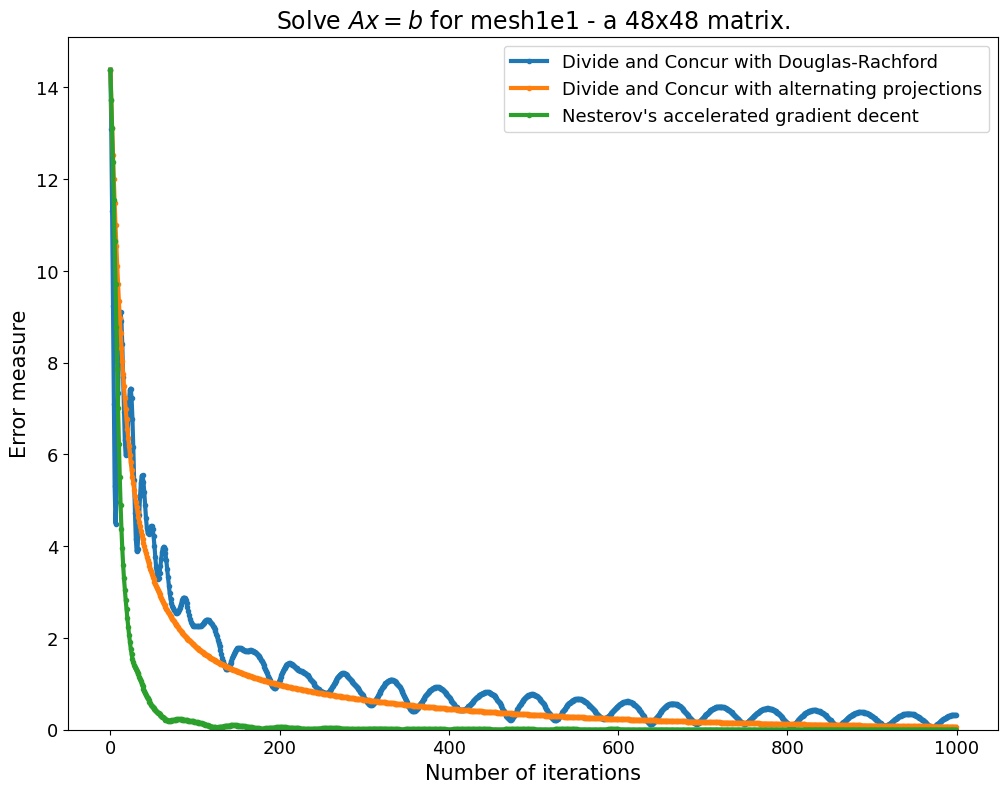 Solve Ax = b for mesh1e1 - a 48x48 matrix.
Divide and Concur with Douglas-Rachford
Divide and Concur with alternating projections
Nesterov's accelerated gradient decent
Error measure
14
12
10
8
6
4
2
0
0 200 400 600 800 1000
Number of iterations